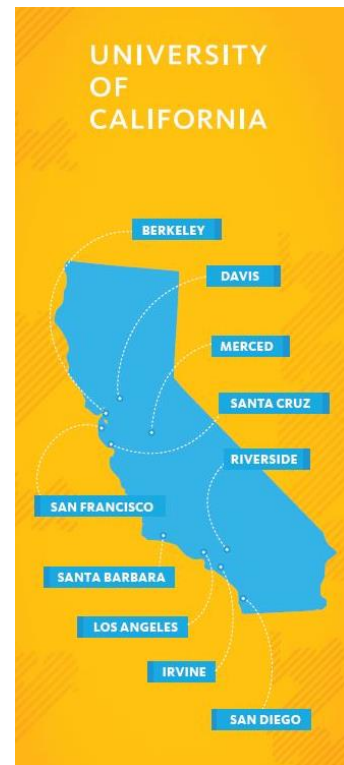 UNIVERSITY
OF
CALIFORNIA
BERKELEY
DAVIS
MERCED
SANTA CRUZ
RIVERSIDE
SAN FRANCISCO
SANTA BARBARA
LOS ANGELES
IRVINE
SAN DIEGO